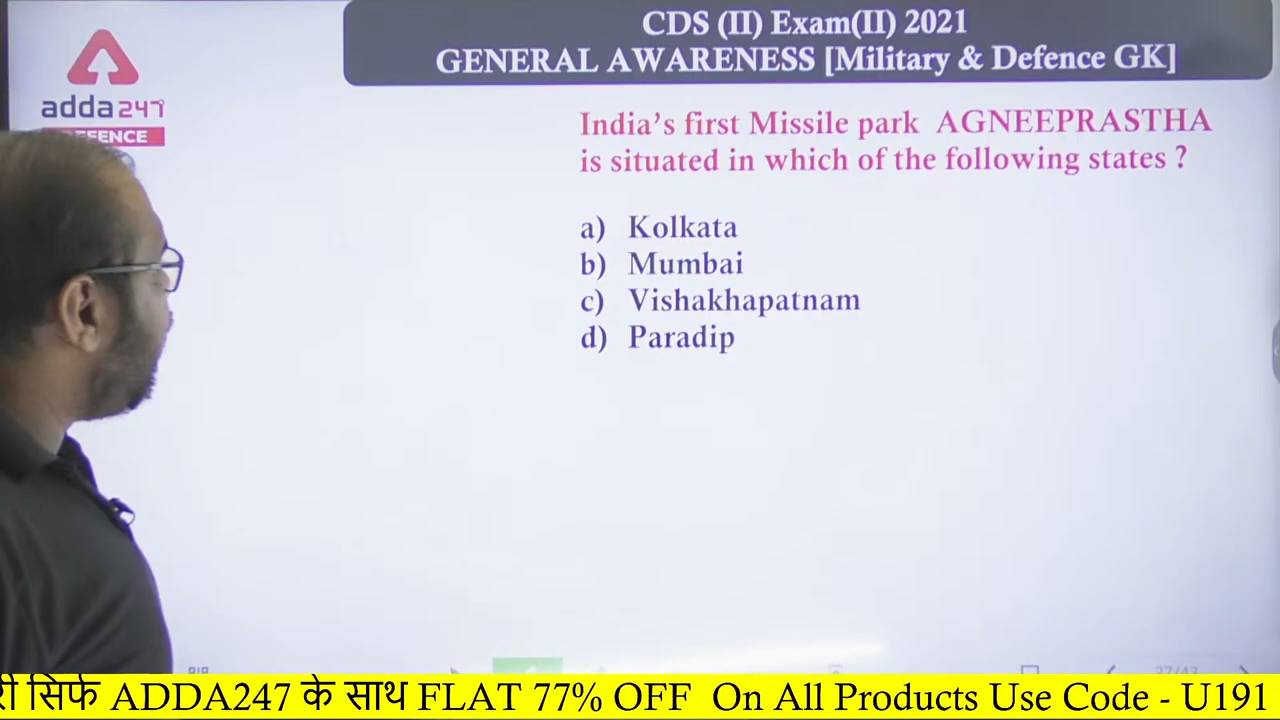 CDS (II) Exam(II) 2021
GENERAL AWARENESS [Military & Defence GK]
adda247
India's first Missile park AGNEEPRASTHA
is situated in which of the following states ?
a) Kolkata
b) Mumbai
c) Vishakhapatnam
d) Paradip
सिर्फ ADDA247 के साथ FLAT 77% OFF On All Products Use Code - U191